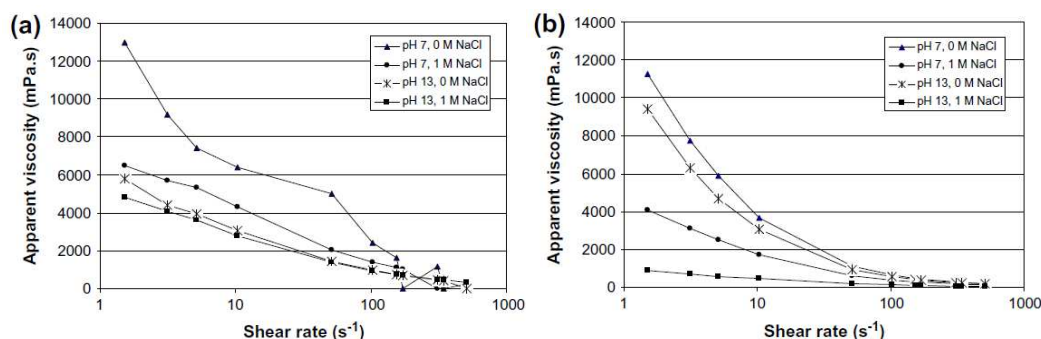 (a)
14000
12000
10000
8000
6000
4000
2000
0
Apparent viscosity (mPa.s)
pH 7, 0 M NaCl
pH 7, 1M NaCl
pH 13, 0 M NaCl
pH 13, 1 M NaCl
1
10
100
1000
Shear rate (s⁻¹)
(b)
14000
12000
10000
8000
6000
4000
2000
0
Apparent viscosity (mPa.s)
pH 7, 0 M NaCl
pH 7, 1 M NaCl
pH 13, 0 M NaCl
pH 13, 1 M NaCl
1
10
100
1000
Shear rate (s⁻¹)